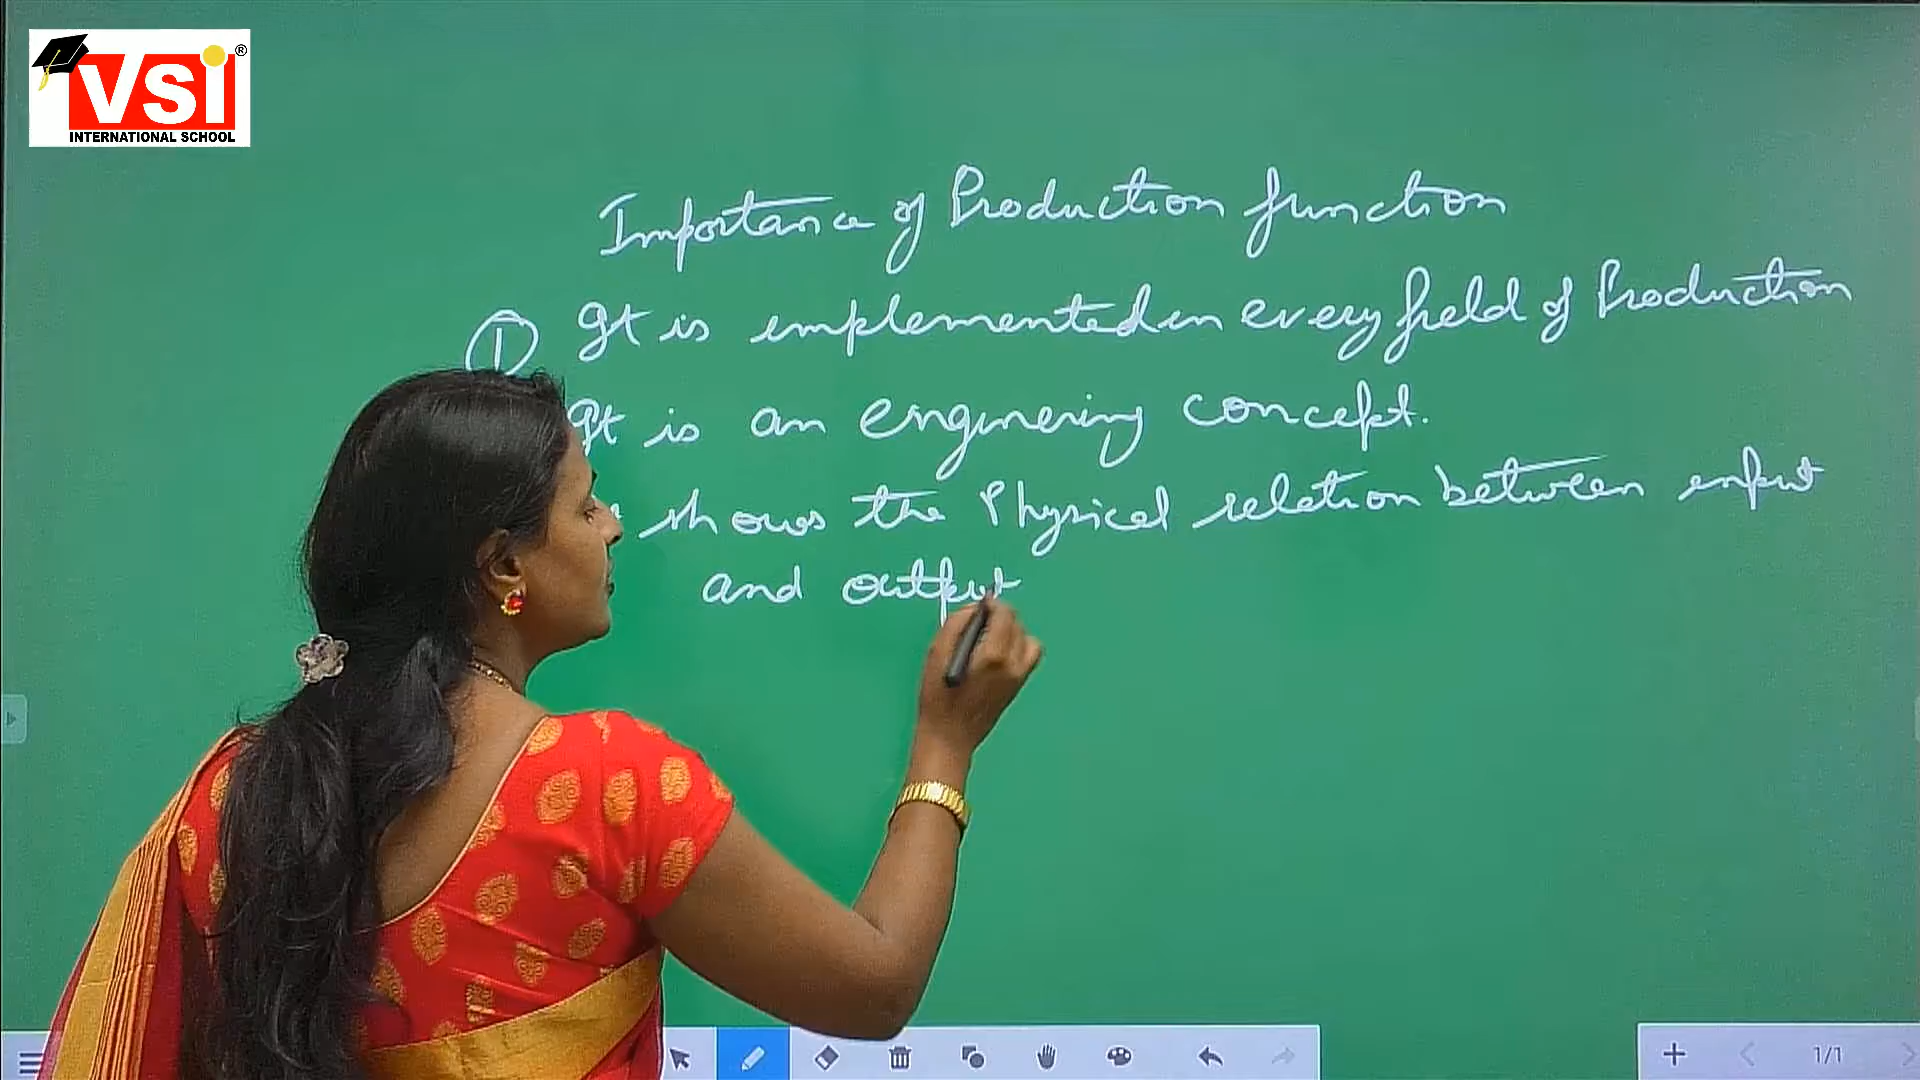 VSI ®
INTERNATIONAL SCHOOL
Importance of Production function
① It is implemented in every field of Production
It is an enginering concept.
shows the Physical relation between input
and output
1/1